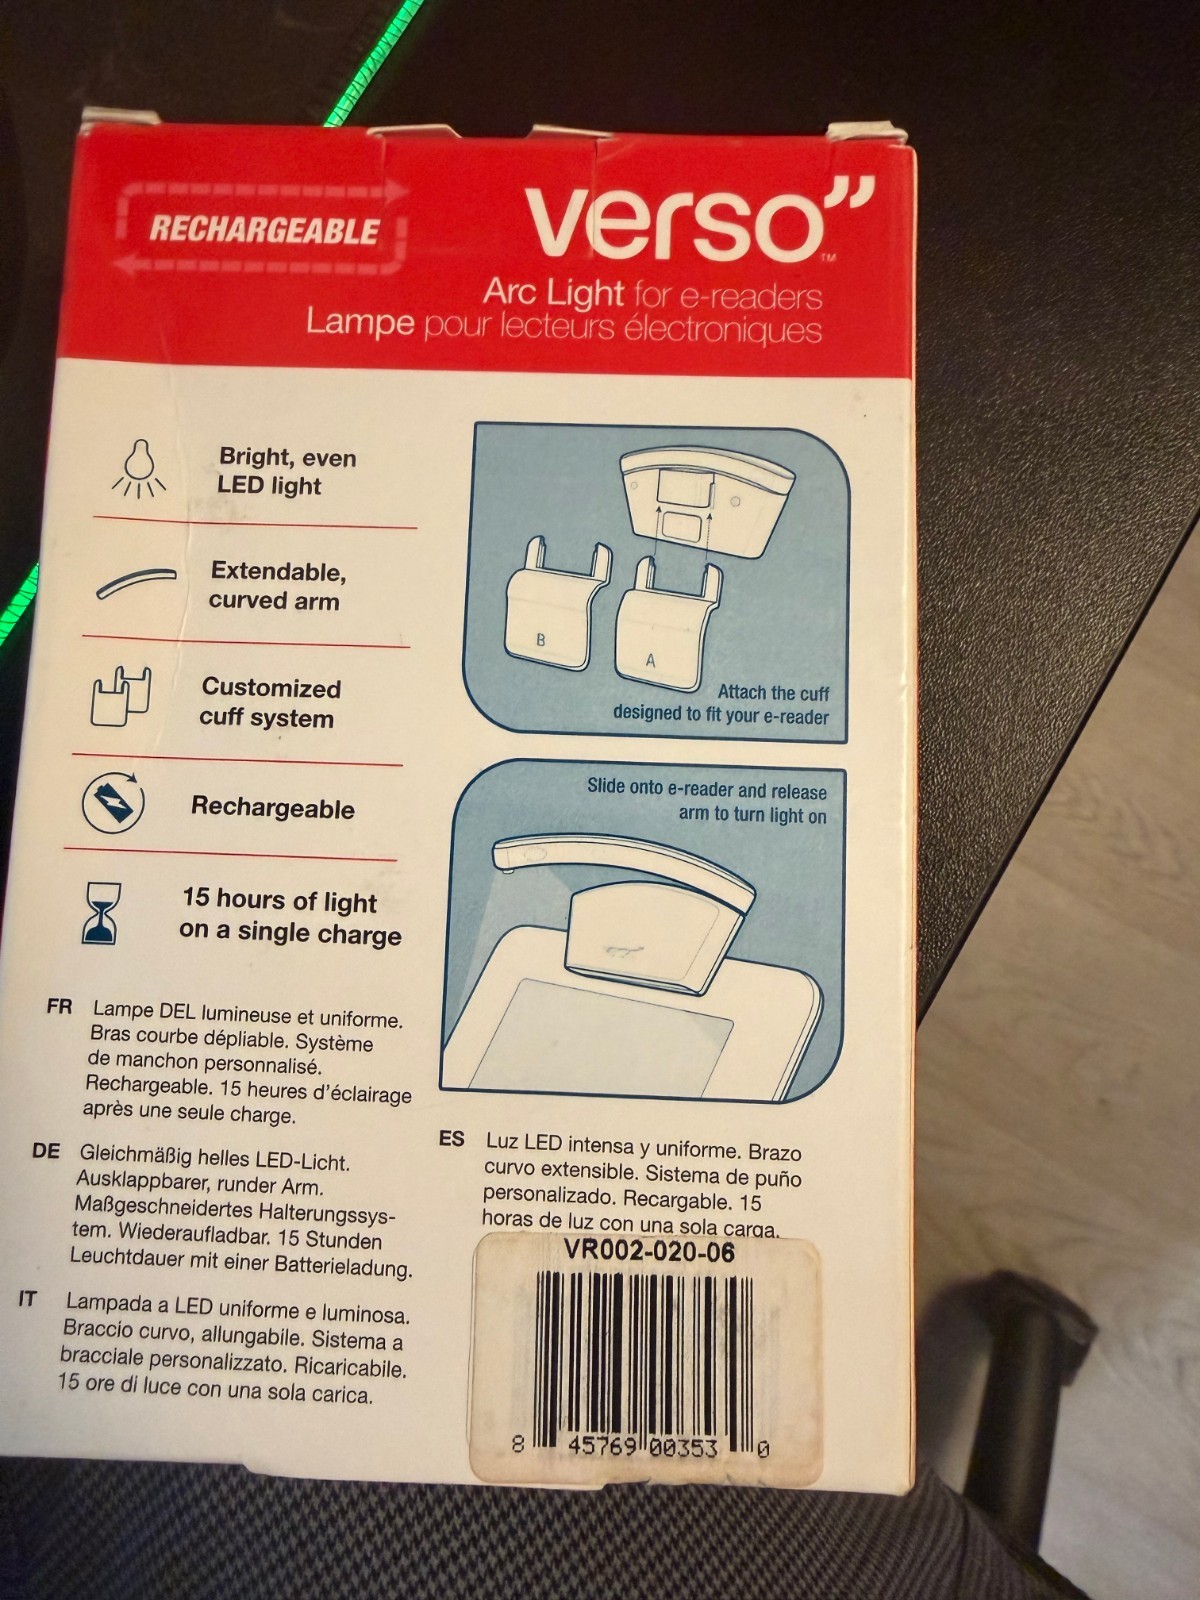 RECHARGEABLE
verso”
TM
Arc Light for e-readers
Lampe pour lecteurs électroniques
Bright, even
LED light
Extendable,
curved arm
Customized
cuff system
Rechargeable
15 hours of light
on a single charge
B
A
Attach the cuff
designed to fit your e-reader
Slide onto e-reader and release
arm to turn light on
FR Lampe DEL lumineuse et uniforme.
Bras courbe dépliable. Système
de manchon personnalisé.
Rechargeable. 15 heures d’éclairage
après une seule charge.
DE Gleichmäßig helles LED-Licht.
Ausklappbarer, runder Arm.
Maßgeschneidertes Halterungssys-
tem. Wiederaufladbar. 15 Stunden
Leuchtdauer mit einer Batterieladung.
IT Lampada a LED uniforme e luminosa.
Braccio curvo, allungabile. Sistema a
bracciale personalizzato. Ricaricabile.
15 ore di luce con una sola carica.
ES Luz LED intensa y uniforme. Brazo
curvo extensible. Sistema de puño
personalizado. Recargable. 15
horas de luz con una sola carga.
VR002-020-06
8 45769 00353 0